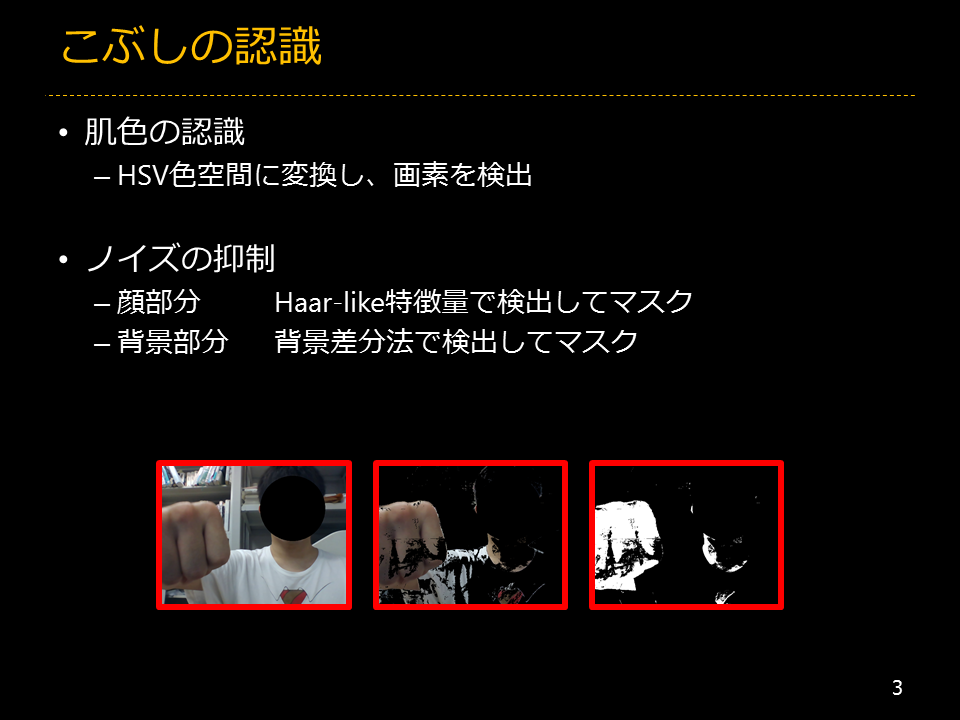 こぶしの認識
• 肌色の認識
– HSV色空間に変換し、画素を検出
• ノイズの抑制
– 顔部分 Haar-like特徴量で検出してマスク
– 背景部分 背景差分法で検出してマスク
3